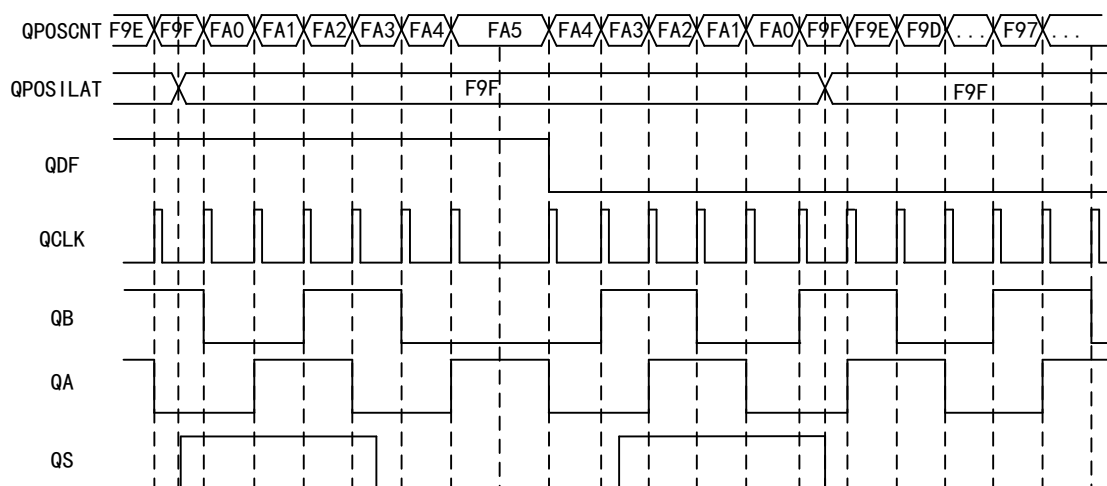 QPOSCNT F9E F9F FA0 FA1 FA2 FA3 FA4 FA5 FA4 FA3 FA2 FA1 FA0 F9F F9E F9D ... F97 ...
QPOSILAT F9F F9F
QDF
QCLK
QB
QA
QS